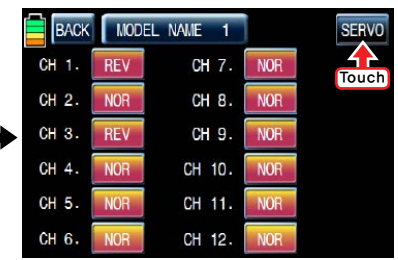 BACK MODEL NAME 1 SERVO
Touch
CH 1. REV CH 7. NOR
CH 2. NOR CH 8. NOR
CH 3. REV CH 9. NOR
CH 4. NOR CH 10. NOR
CH 5. NOR CH 11. NOR
CH 6. NOR CH 12. NOR